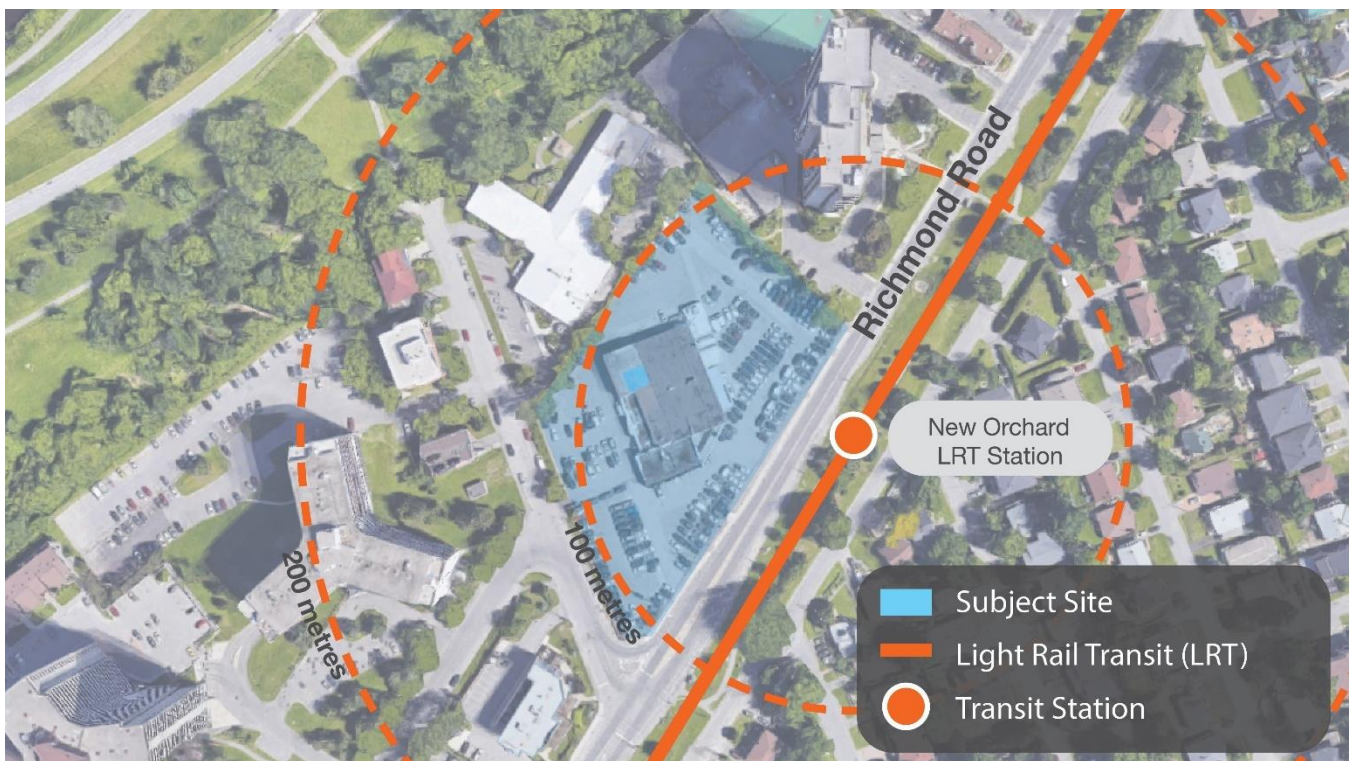 Richmond Road
New Orchard
LRT Station
100 metres
200 metres
Subject Site
Light Rail Transit (LRT)
Transit Station